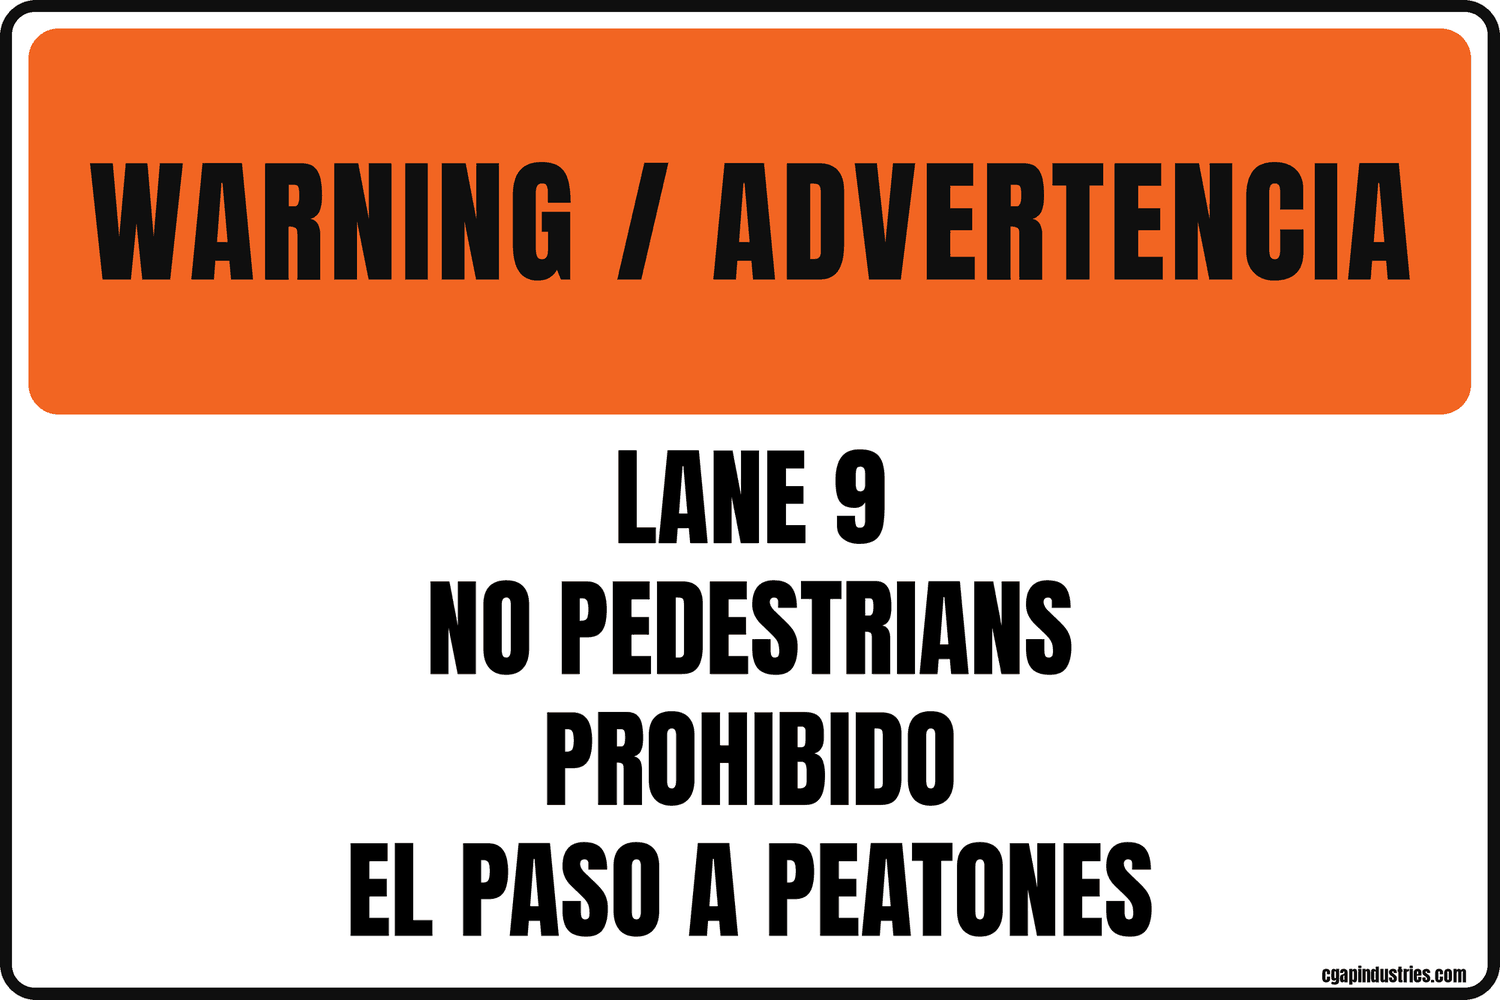 WARNING / ADVERTENCIA
LANE 9
NO PEDESTRIANS
PROHIBIDO
EL PASO A PEATONES
cgapindustries.com